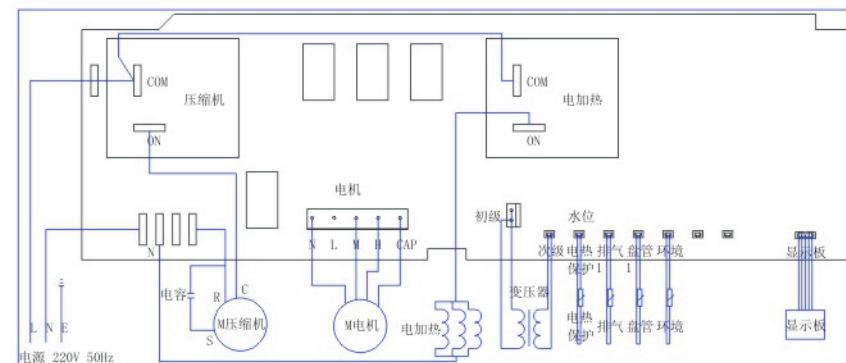 COM
压缩机
ON
COM
电加热
ON
电机
初级
水位
N
N L M H CAP
次级 电热保护 排气1 盘管1 环境
显示板
电容
R
C
S
M压缩机
M电机
电加热
变压器
电热保护 排气 盘管 环境
显示板
L N E
电源 220V 50Hz